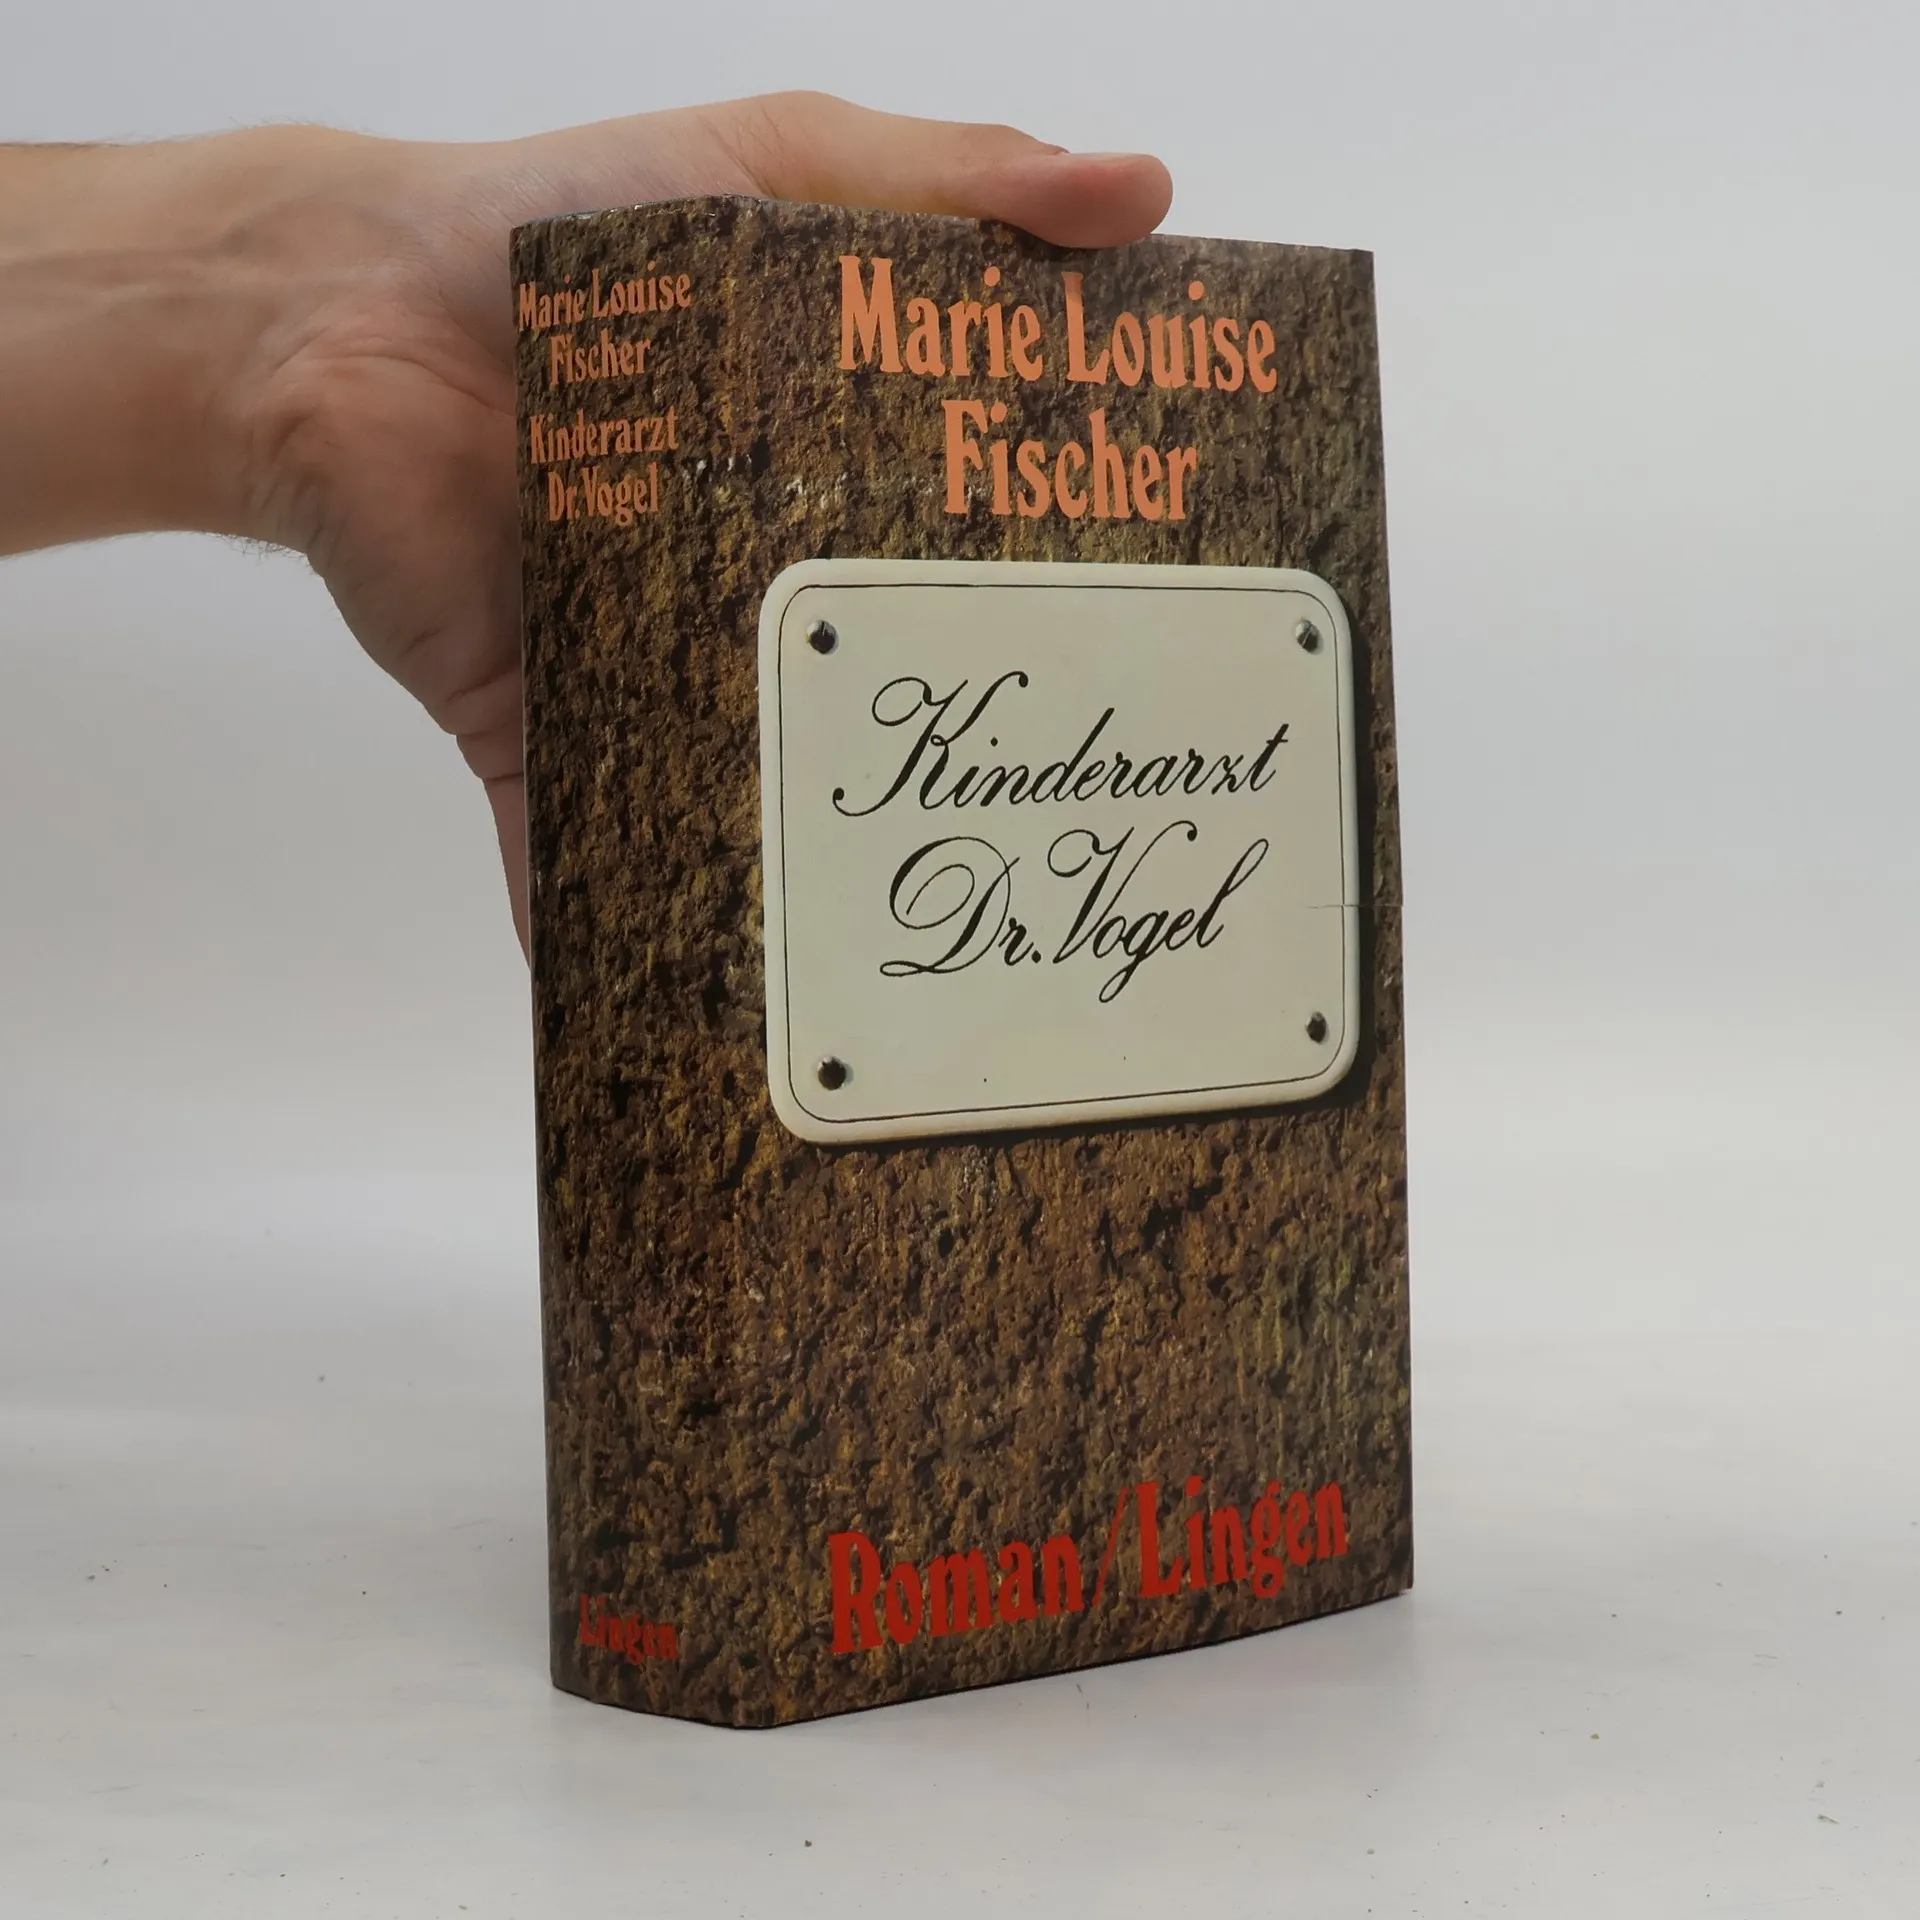 Marie Louise
Fischer
Kinderarzt
Dr. Vogel
Lingen
Marie Louise
Fischer
Kinderarzt
Dr. Vogel
Roman/Lingen